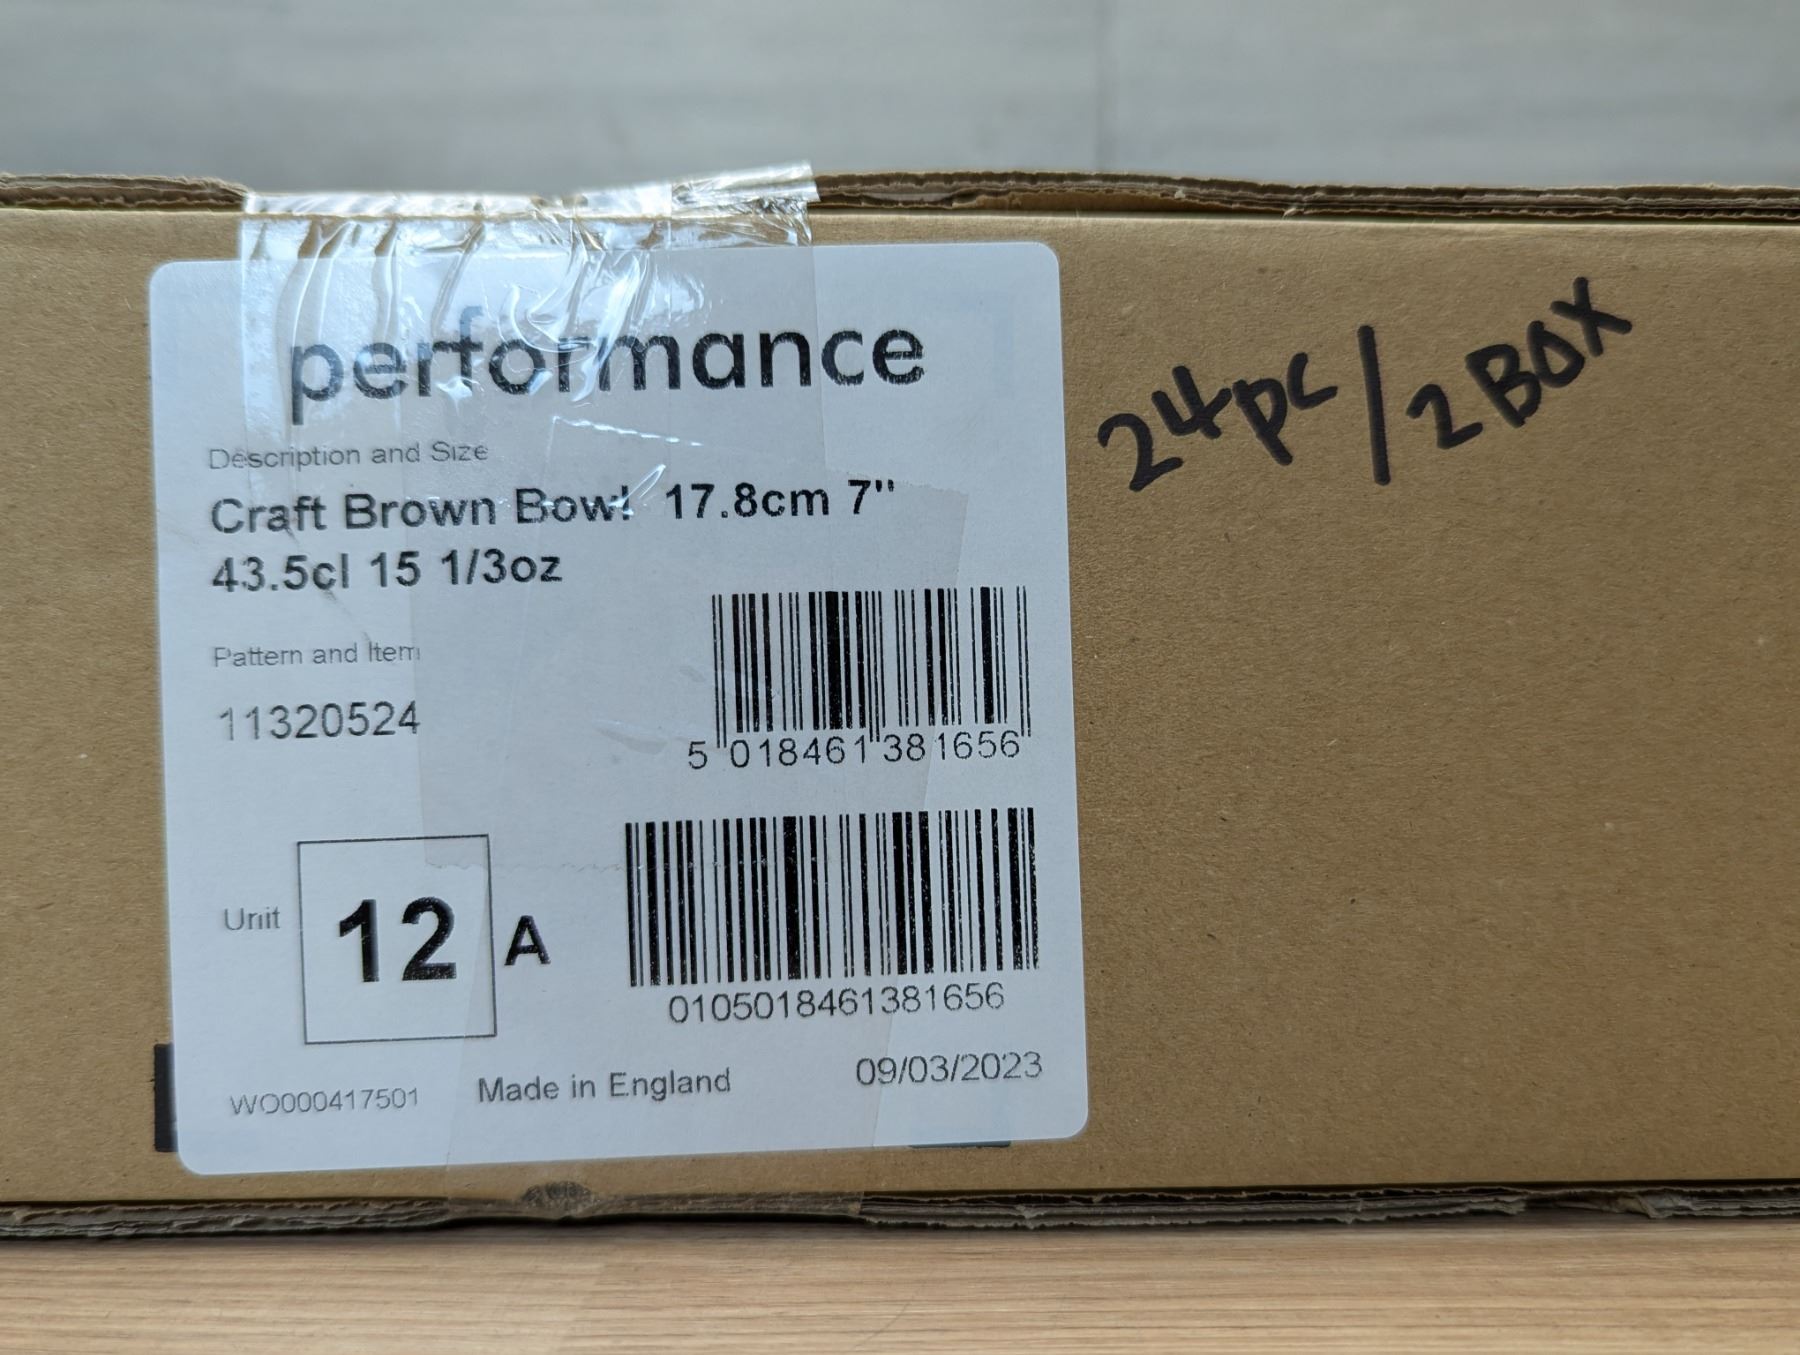 performance
Description and Size
Craft Brown Bowl 17.8cm 7"
43.5cl 15 1/3oz
Pattern and Item
11320524
5 018461 381656
Unit 12 A
0105018461381656
WO000417501 Made in England 09/03/2023
24pc/2BOX